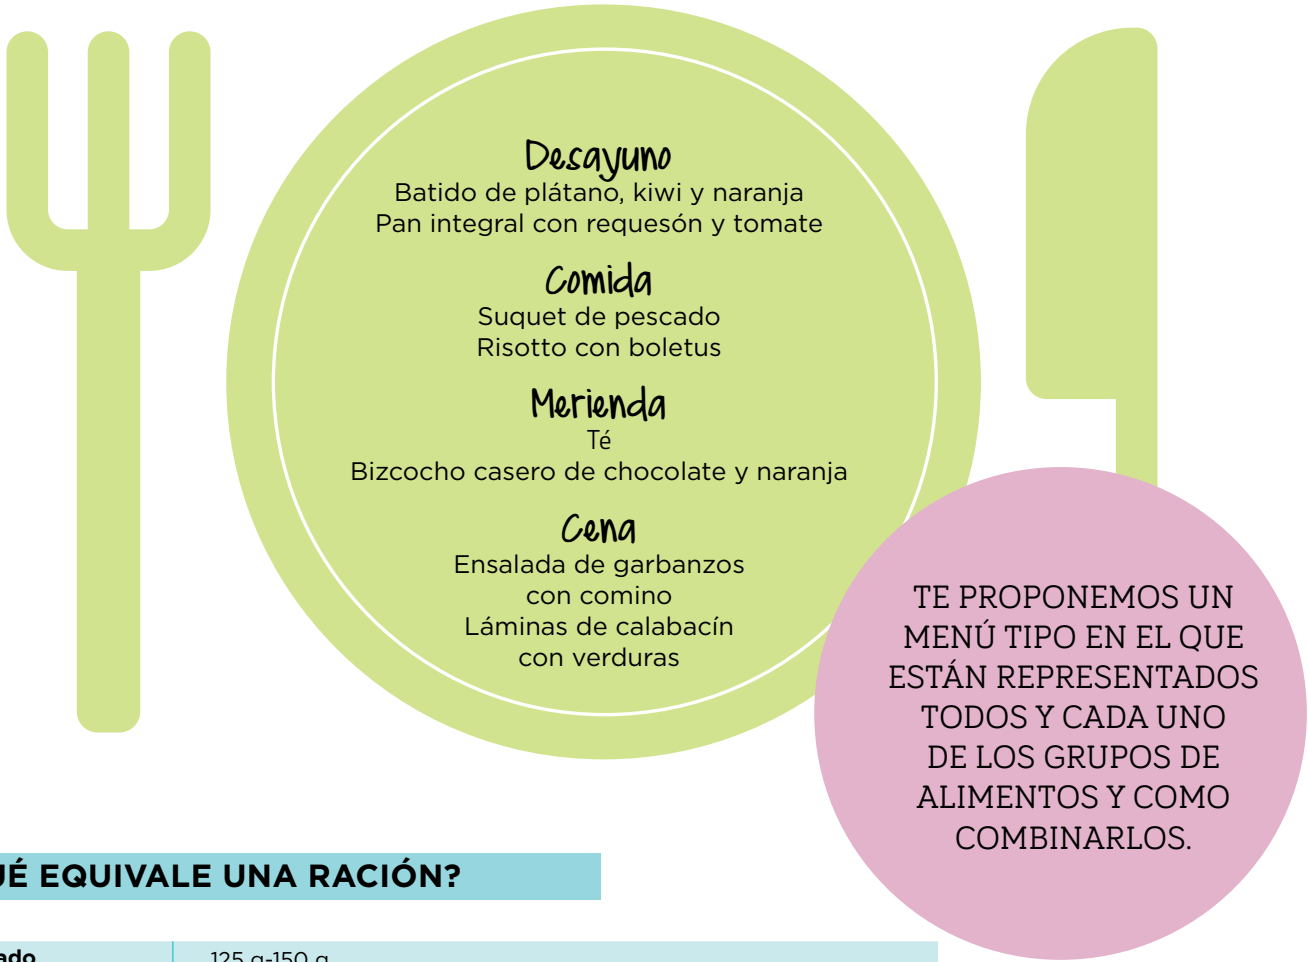 Desayuno
Batido de plátano, kiwi y naranja
Pan integral con requesón y tomate
Comida
Suquet de pescado
Risotto con boletus
Merienda
Té
Bizcocho casero de chocolate y naranja
Cena
Ensalada de garbanzos
con comino
Láminas de calabacín
con verduras
TE PROPONEMOS UN
MENÚ TIPO EN EL QUE
ESTÁN REPRESENTADOS
TODOS Y CADA UNO
DE LOS GRUPOS DE
ALIMENTOS Y COMO
COMBINARLOS.
EQUIVALE UNA RACIÓN?
125 g-150 g